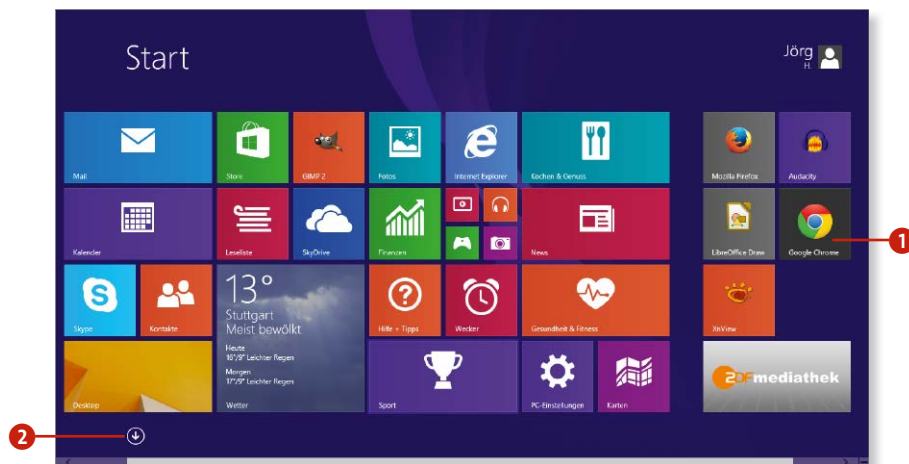 Start
Jörg
H.
Mail
Store
GIMP 2
Fotos
Internet Explorer
Kochen & Genuss
Mozilla Firefox
Audacity
Kalender
Leseliste
SkyDrive
Finanzen
News
LibreOffice Draw
Google Chrome
1
Skype
Kontakte
13°
Stuttgart
Meist bewölkt
Heute
16°/9° Leichter Regen
Morgen
17°/9° Leichter Regen
Wetter
Hilfe + Tipps
Wecker
Gesundheit & Fitness
XnView
Desktop
Sport
PC-Einstellungen
Karten
ZDFmediathek
2